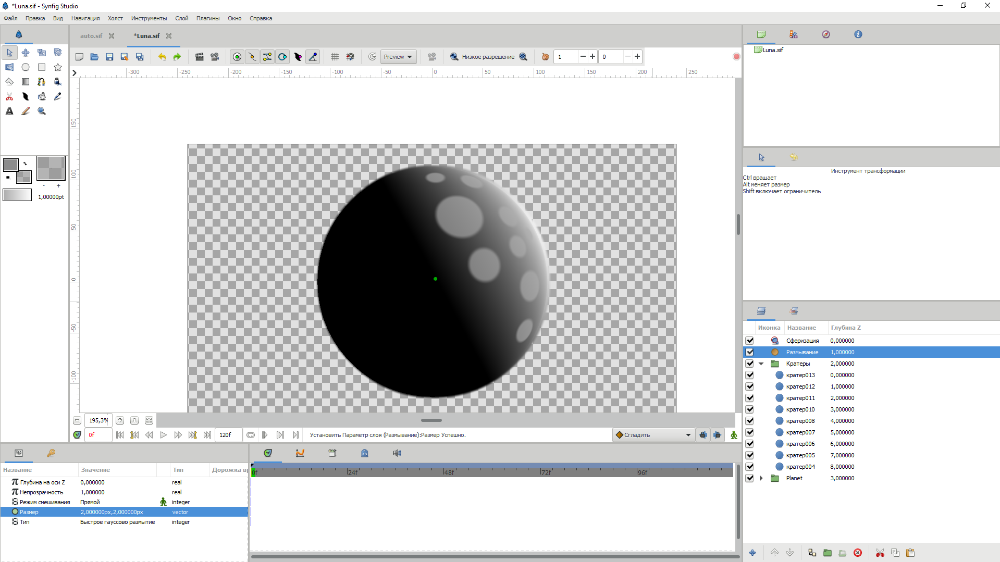 *Luna.sif - Synfig Studio
Файл Правка Вид Навигация Холст Инструменты Слой Плагины Окно Справка
auto.sif *Luna.sif
Preview Низкое разрешение 1 0
-300 -250 -200 -150 -100 -50 0 50 100 150 200 250
150
100
50
0
-50
-100
- +
1,00000pt
195,3%
0f 120f Установить Параметр слоя (Размывание):Размер Успешно. Сгладить
Название Значение Тип Дорожка в
Глубина на оси Z 0,000000 real
Непрозрачность 1,000000 real
Режим смешивания Прямой integer
Размер 2,000000px,2,000000px vector
Тип Быстрое гауссово размытие integer
0f 24f 48f 72f 96f
Luna.sif
Инструмент трансформации
Ctrl вращает
Alt меняет размер
Shift включает ограничитель
Иконка Название Глубина Z
Сферизация 0,000000
Размывание 1,000000
Кратеры 2,000000
кратер013 0,000000
кратер012 1,000000
кратер011 2,000000
кратер010 3,000000
кратер008 4,000000
кратер007 5,000000
кратер006 6,000000
кратер005 7,000000
кратер004 8,000000
Planet 3,000000